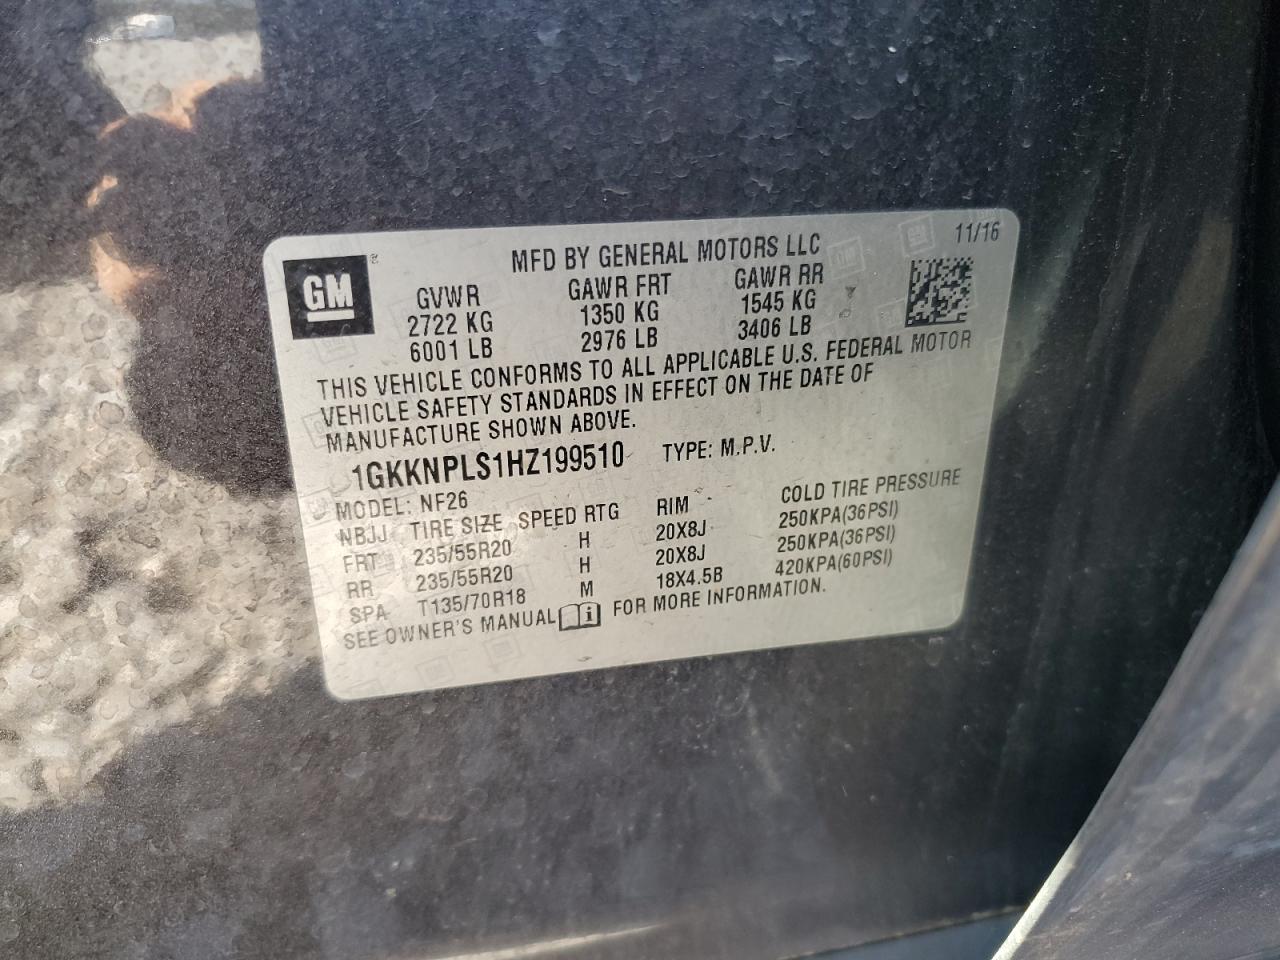 GM ®
MFD BY GENERAL MOTORS LLC 11/16
GVWR GAWR FRT GAWR RR
2722 KG 1350 KG 1545 KG
6001 LB 2976 LB 3406 LB
THIS VEHICLE CONFORMS TO ALL APPLICABLE U.S. FEDERAL MOTOR
VEHICLE SAFETY STANDARDS IN EFFECT ON THE DATE OF
MANUFACTURE SHOWN ABOVE.
1GKKNPLS1HZ199510 TYPE: M.P.V.
MODEL: NF26
NBJJ TIRE SIZE SPEED RTG RIM COLD TIRE PRESSURE
FRT 235/55R20 H 20X8J 250KPA(36PSI)
RR 235/55R20 H 20X8J 250KPA(36PSI)
SPA T135/70R18 M 18X4.5B 420KPA(60PSI)
SEE OWNER'S MANUAL FOR MORE INFORMATION.